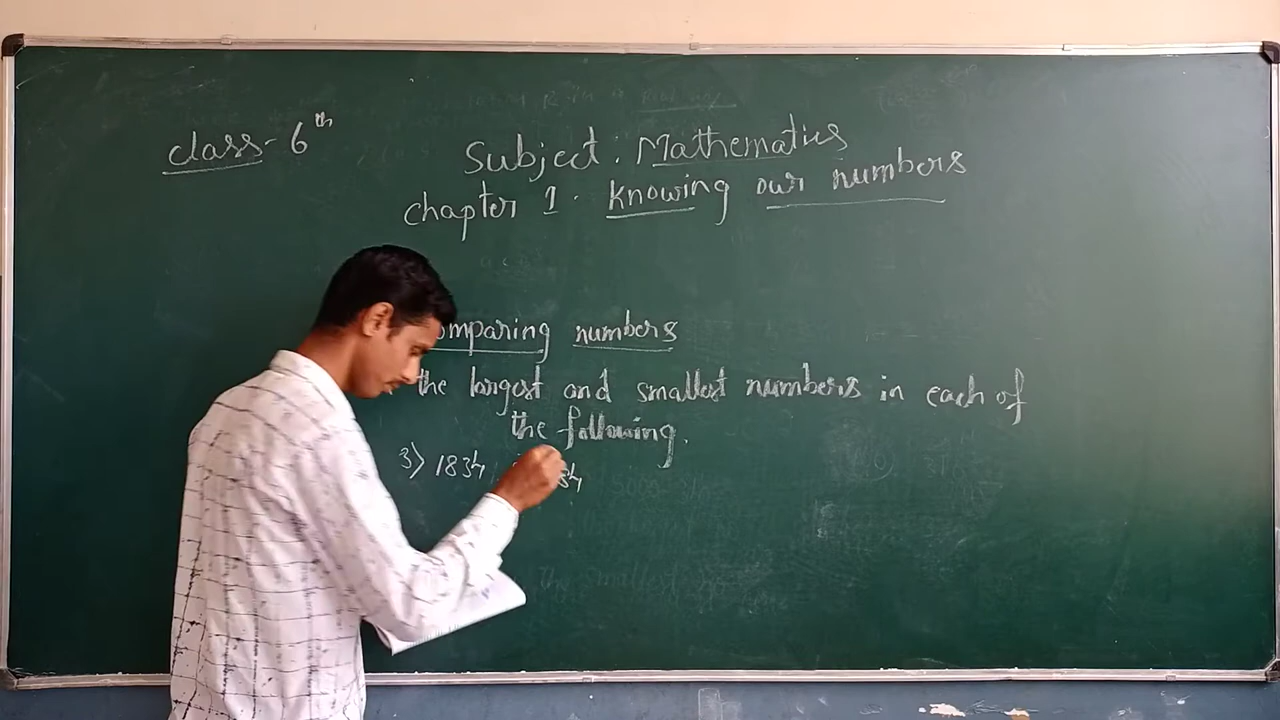 class- 6th
Subject: Mathematics
chapter 1. Knowing our numbers
omparing numbers
the largest and smallest numbers in each of
the following.
3) 1834,